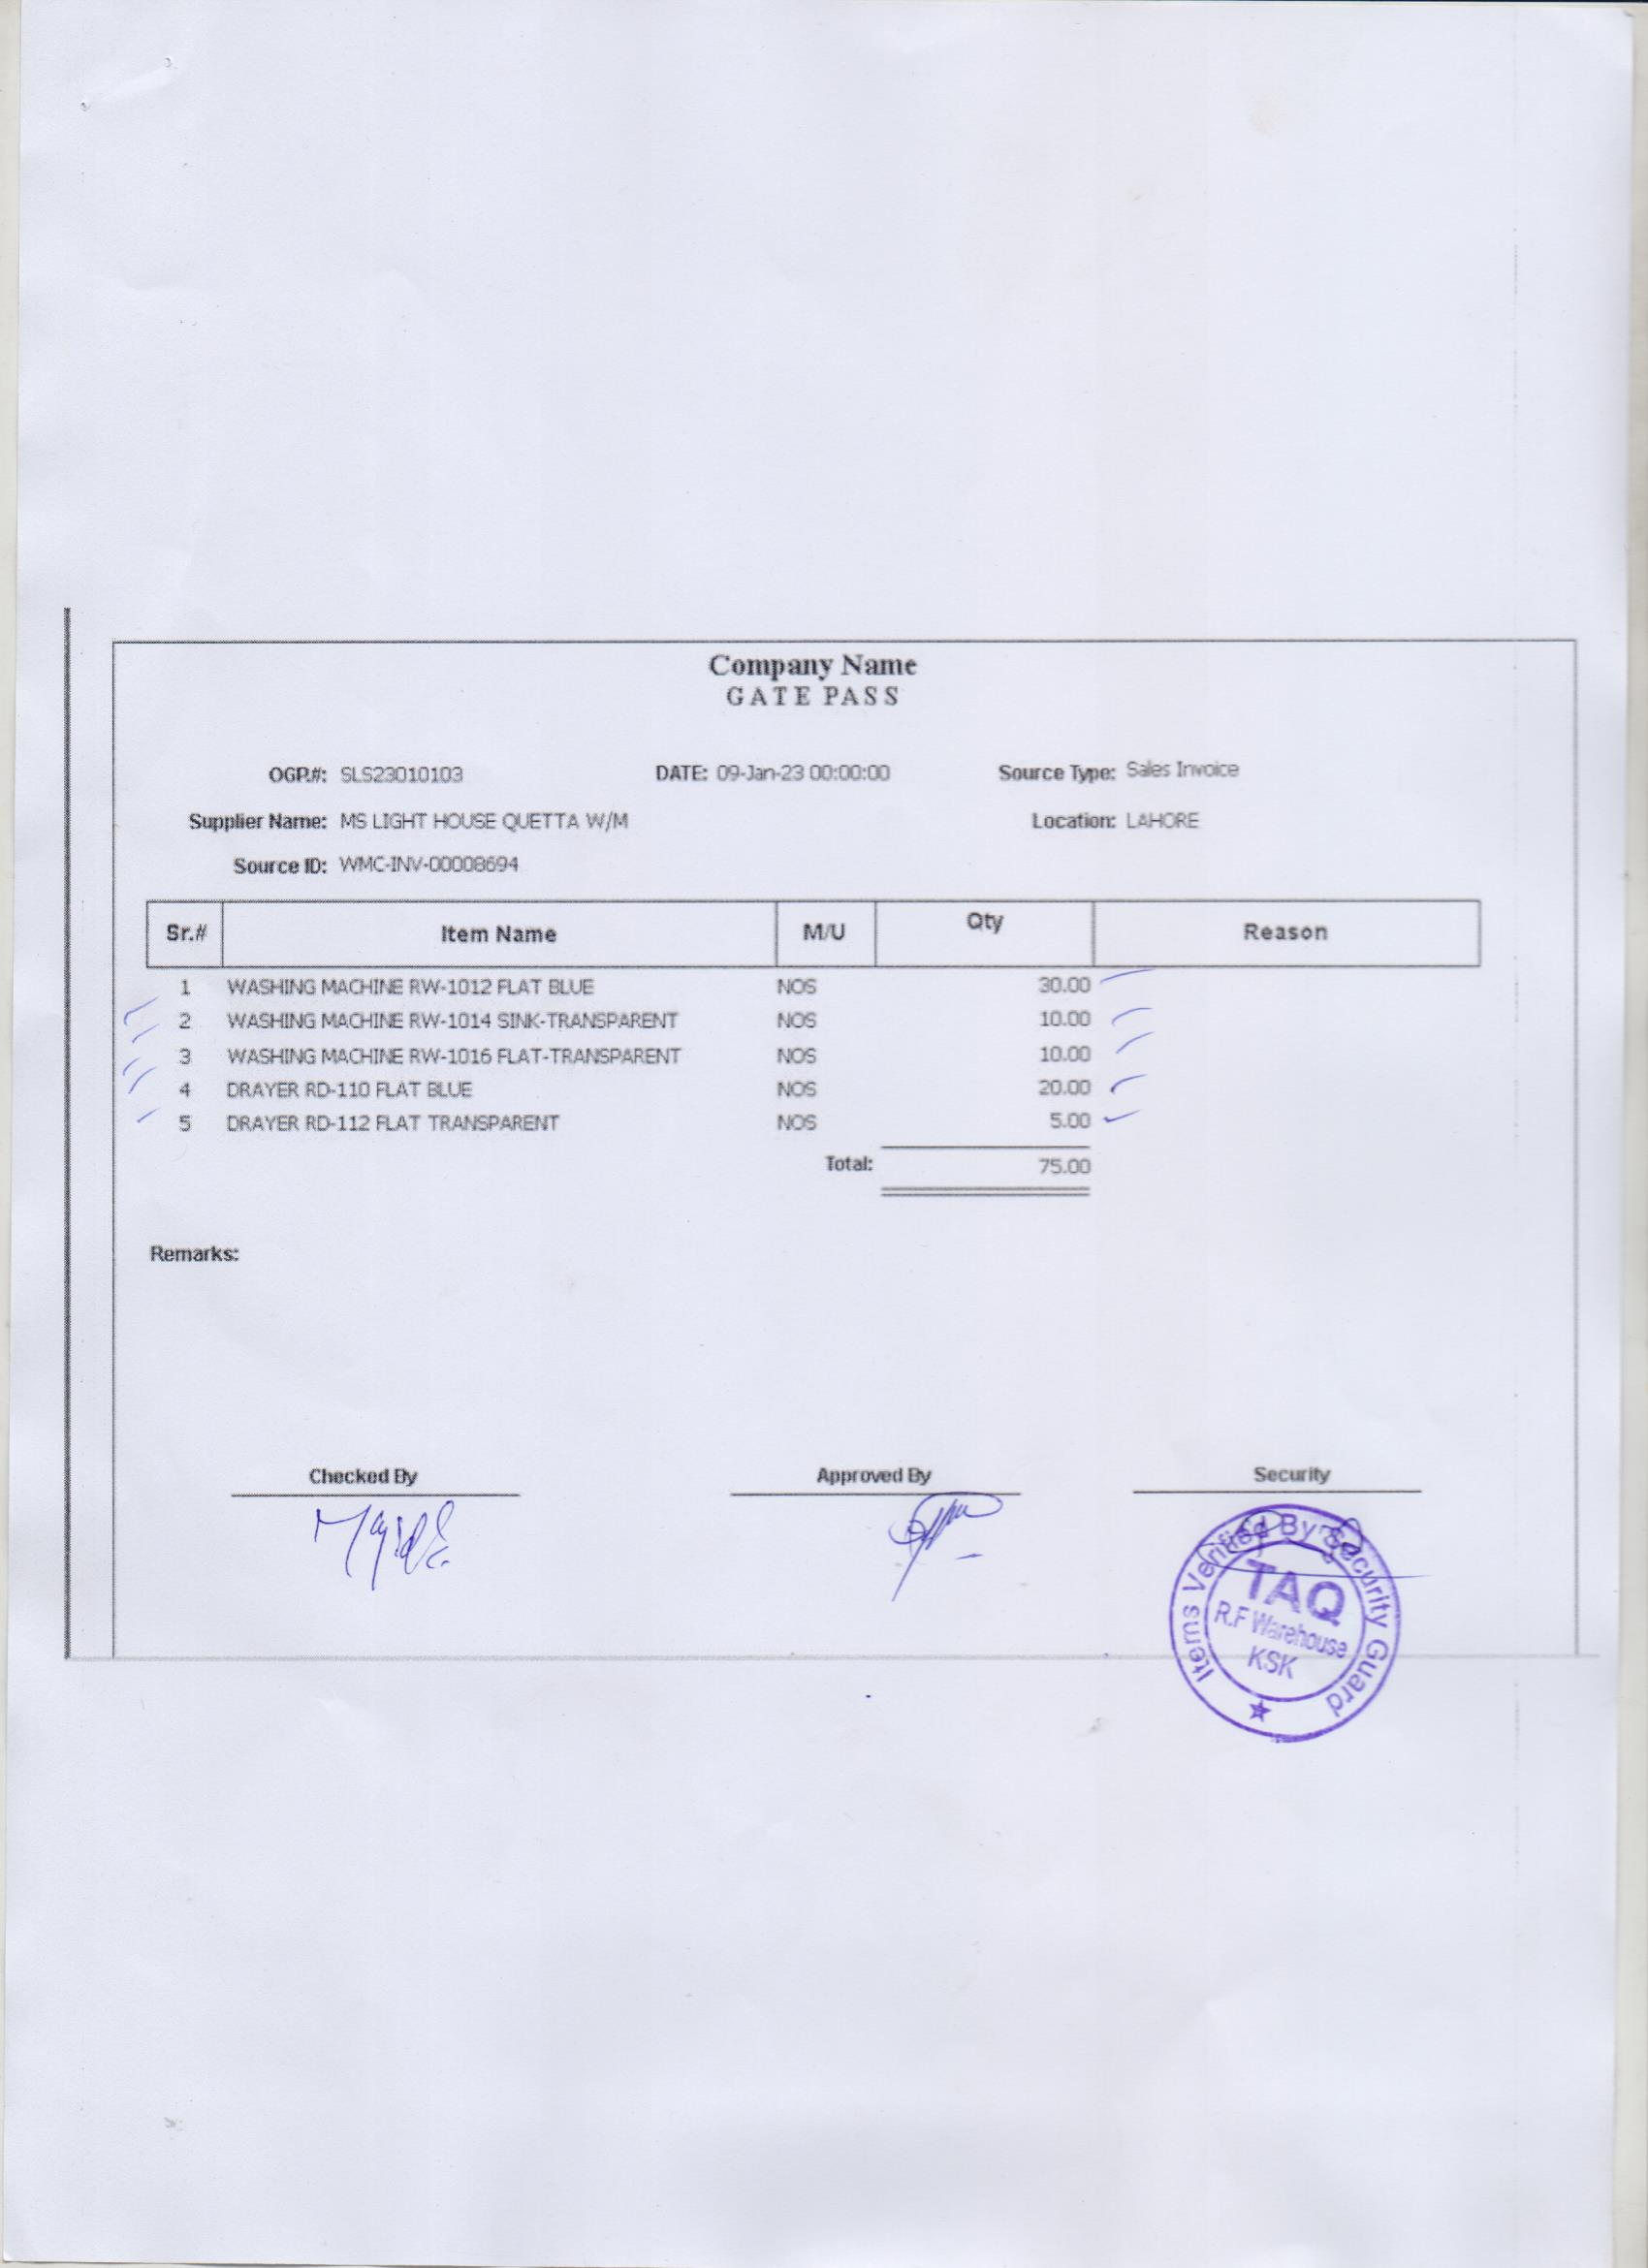 Company Name
GATE PASS
OGP.#: SLS23010103 DATE: 09-Jan-23 00:00:00 Source Type: Sales Invoice
Supplier Name: MS LIGHT HOUSE QUETTA W/M Location: LAHORE
Source ID: WMC-INV-00008694
Sr.# Item Name M/U Qty Reason
1 WASHING MACHINE RW-1012 FLAT BLUE NOS 30.00
2 WASHING MACHINE RW-1014 SINK-TRANSPARENT NOS 10.00
3 WASHING MACHINE RW-1016 FLAT-TRANSPARENT NOS 10.00
4 DRAYER RD-110 FLAT BLUE NOS 20.00
5 DRAYER RD-112 FLAT TRANSPARENT NOS 5.00
Total: 75.00
Remarks:
Checked By Approved By Security
Items Verified By Security Guard
TAQ
R.F Warehouse
KSK